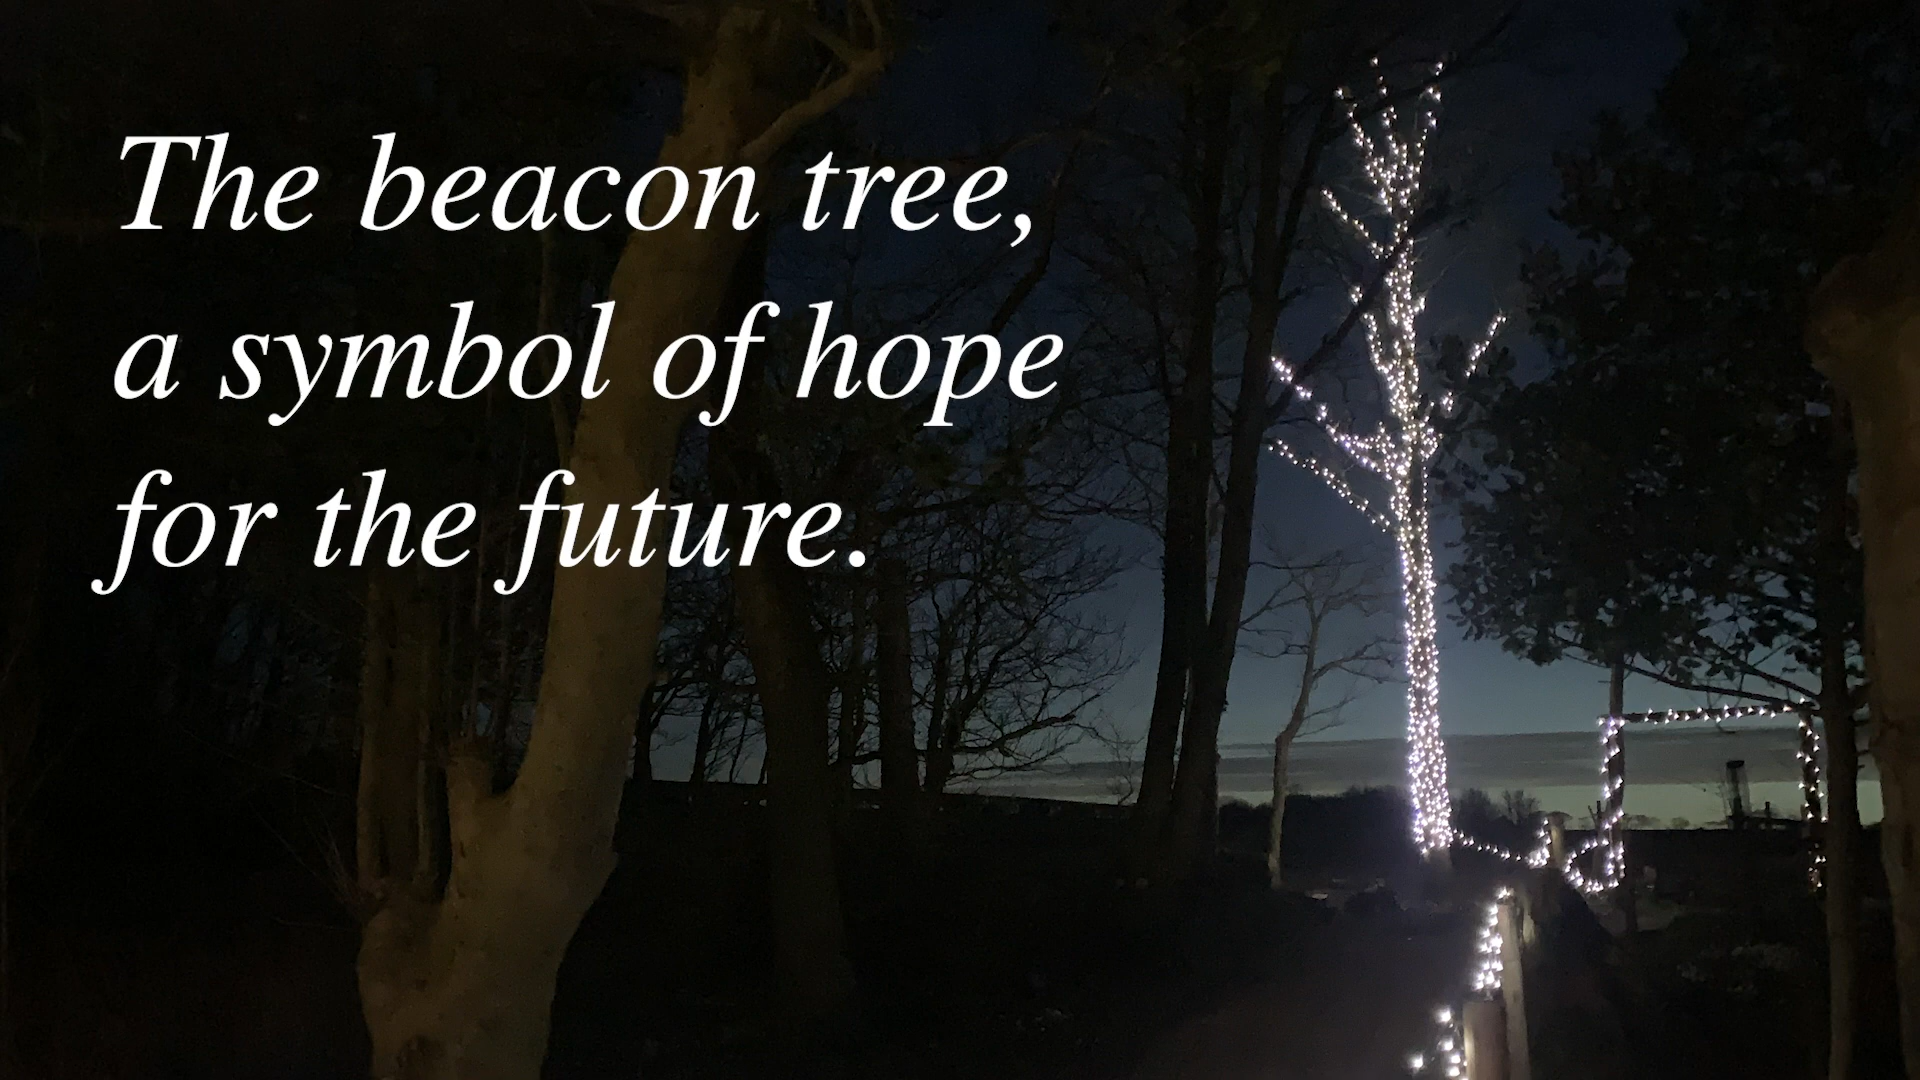 The beacon tree,
a symbol of hope
for the future.